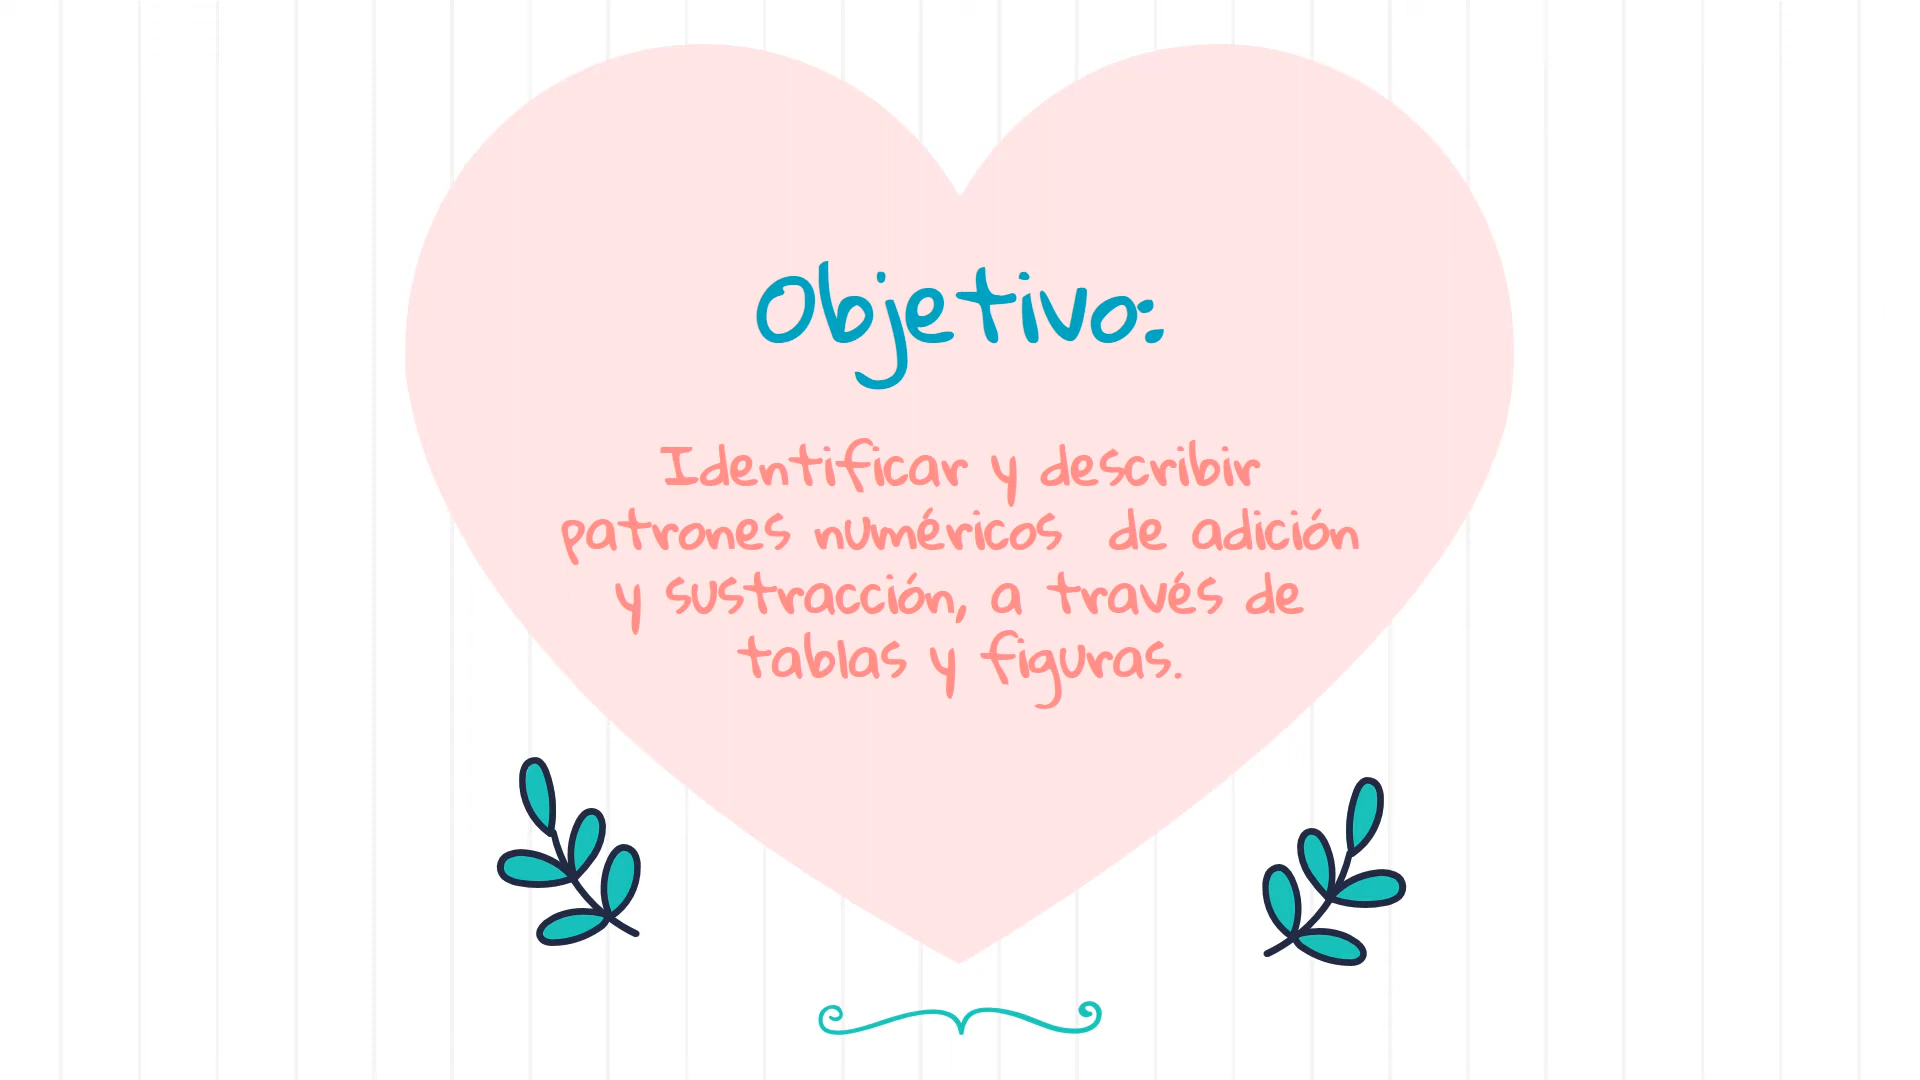 Objetivo:
Identificar y describir
patrones numéricos de adición
y sustracción, a través de
tablas y figuras.